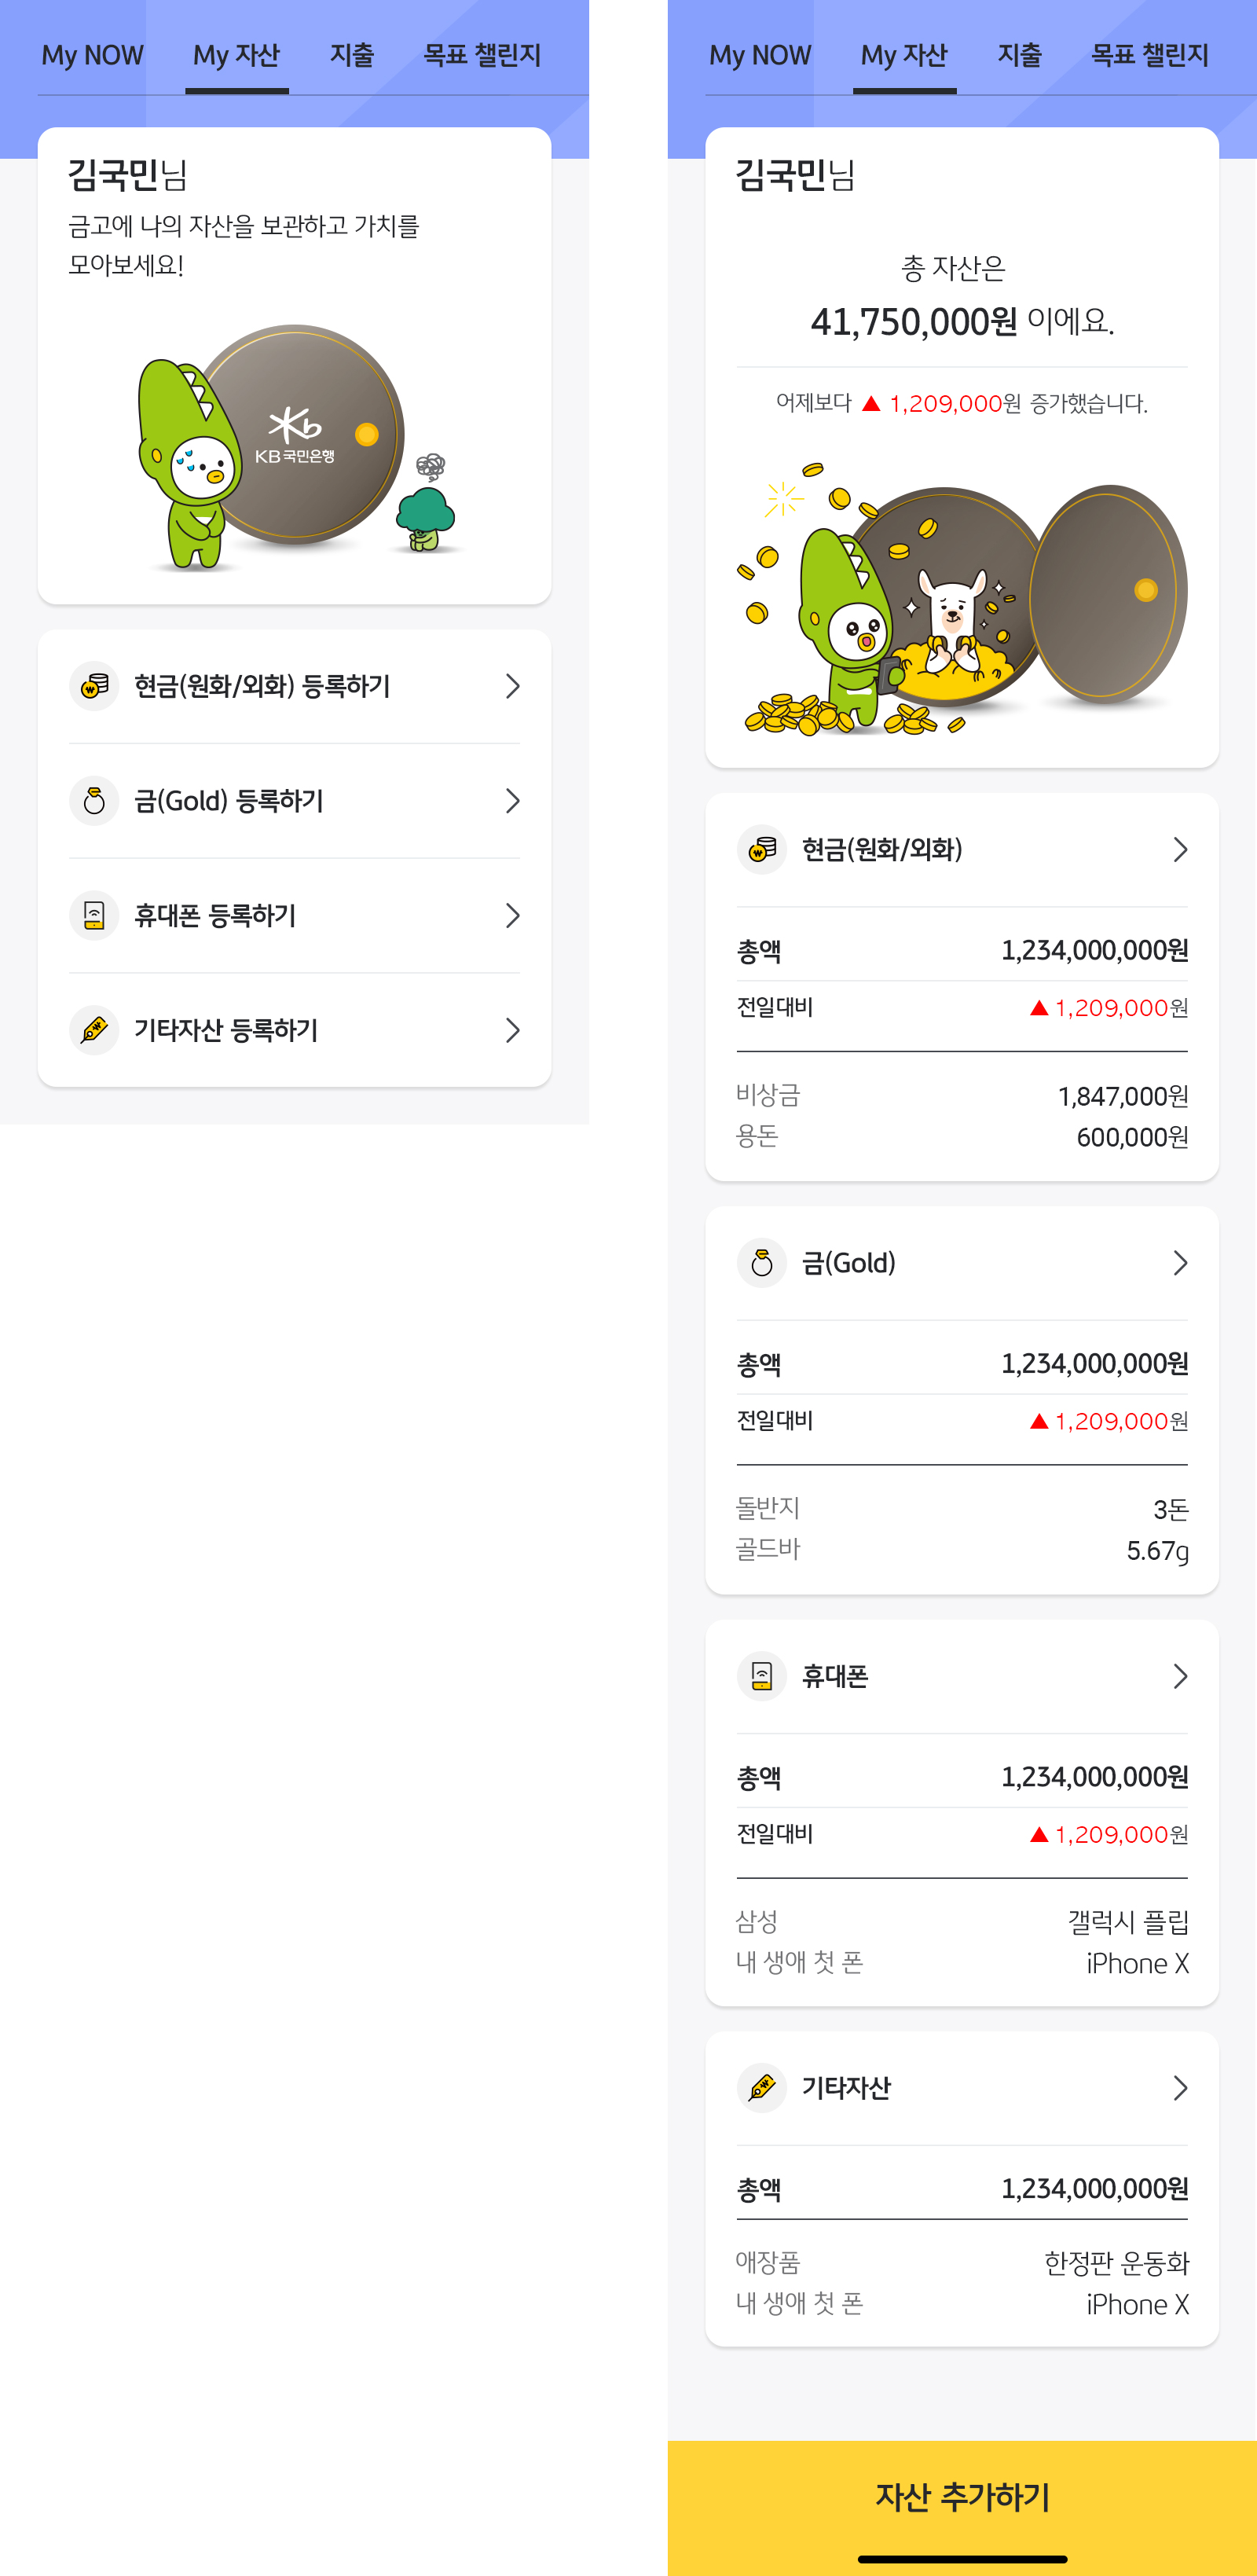 My NOW My 자산 지출 목표 챌린지
김국민님
금고에 나의 자산을 보관하고 가치를
모아보세요!
Kb
KB 국민은행
현금(원화/외화) 등록하기
금(Gold) 등록하기
휴대폰 등록하기
기타자산 등록하기
My NOW My 자산 지출 목표 챌린지
김국민님
총 자산은
41,750,000원 이에요.
어제보다 ▲ 1,209,000원 증가했습니다.
현금(원화/외화)
총액 1,234,000,000원
전일대비 ▲ 1,209,000원
비상금 1,847,000원
용돈 600,000원
금(Gold)
총액 1,234,000,000원
전일대비 ▲ 1,209,000원
돌반지 3돈
골드바 5.67g
휴대폰
총액 1,234,000,000원
전일대비 ▲ 1,209,000원
삼성 갤럭시 플립
내 생애 첫 폰 iPhone X
기타자산
총액 1,234,000,000원
애장품 한정판 운동화
내 생애 첫 폰 iPhone X
자산 추가하기